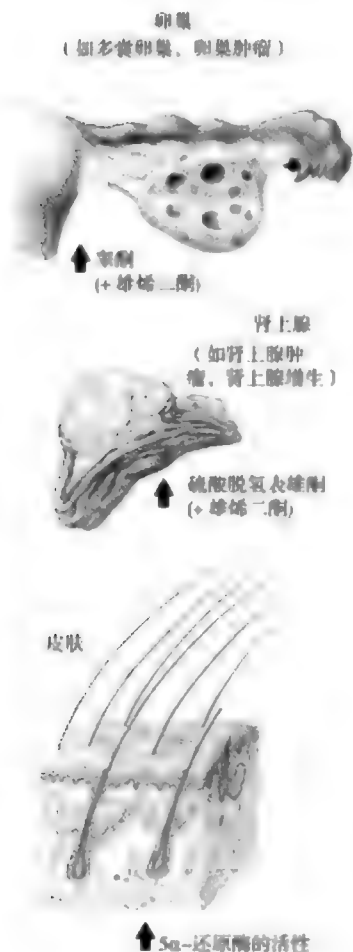 卵巢
(如多囊卵巢、卵巢肿瘤)
睾酮
(+ 雄烯二酮)
肾上腺
(如肾上腺肿
瘤、肾上腺增生)
硫酸脱氢表雄酮
(+ 雄烯二酮)
皮肤
5α-还原酶的活性